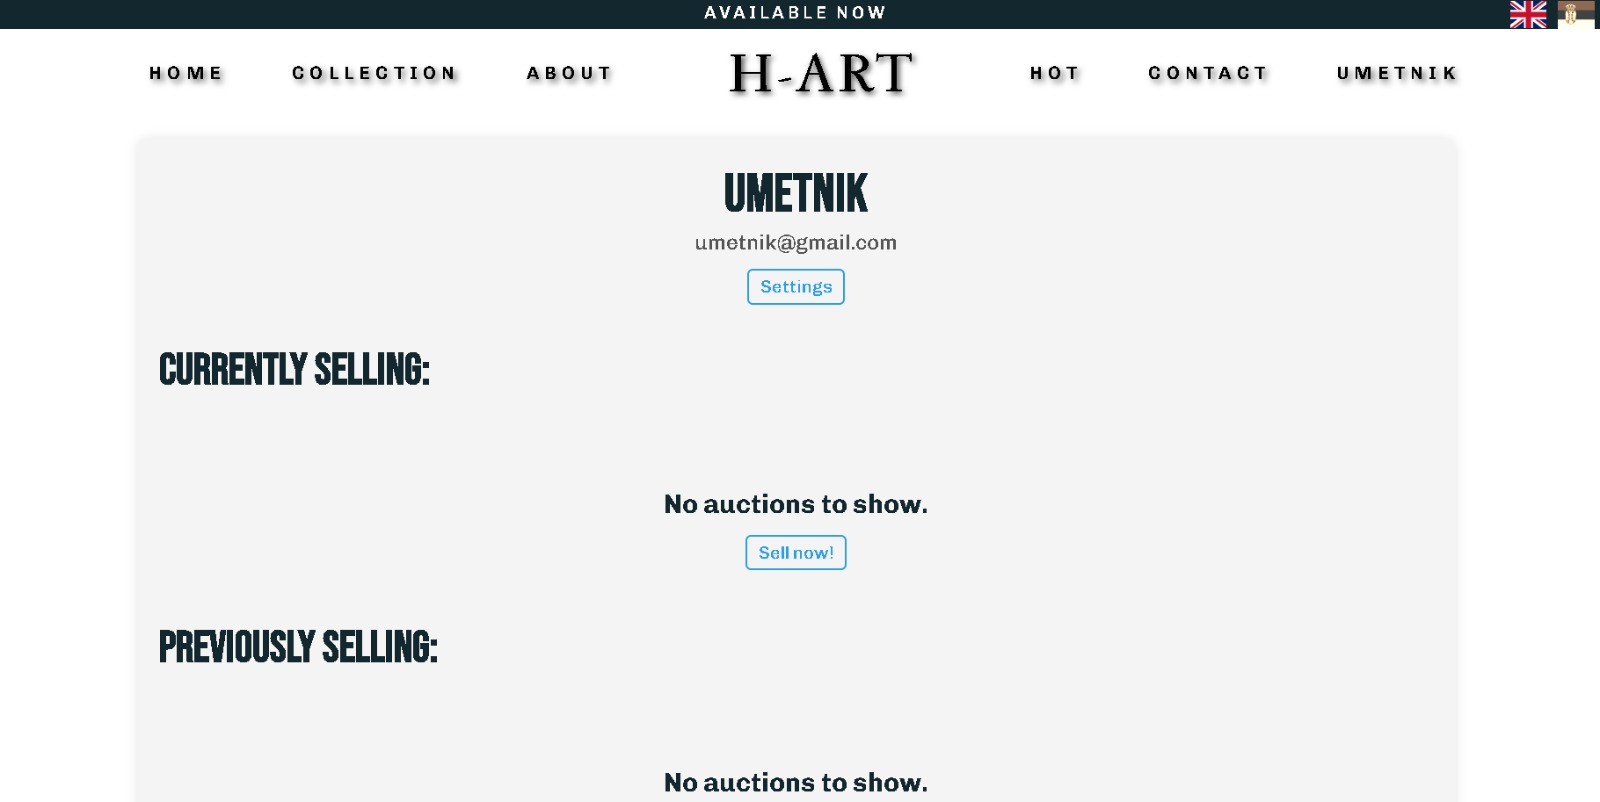 AVAILABLE NOW
HOME COLLECTION ABOUT H-ART HOT CONTACT UMETNIK
UMETNIK
umetnik@gmail.com
Settings
CURRENTLY SELLING:
No auctions to show.
Sell now!
PREVIOUSLY SELLING:
No auctions to show.